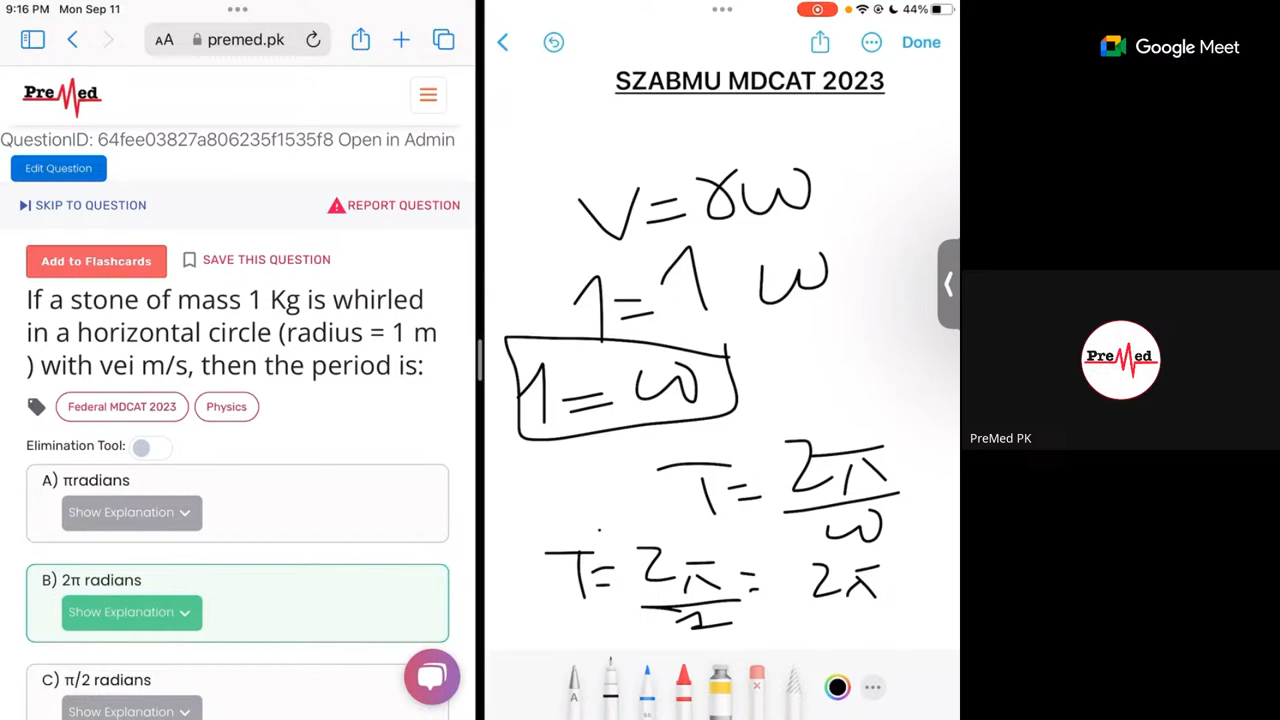 9:16 PM Mon Sep 11
44%
AA premed.pk
Done
Google Meet
PreMed
SZABMU MDCAT 2023
QuestionID: 64fee03827a806235f1535f8 Open in Admin
Edit Question
SKIP TO QUESTION
REPORT QUESTION
Add to Flashcards
SAVE THIS QUESTION
If a stone of mass 1 Kg is whirled
in a horizontal circle (radius = 1 m
) with vei m/s, then the period is:
Federal MDCAT 2023
Physics
Elimination Tool:
A) πradians
Show Explanation
B) 2π radians
Show Explanation
C) π/2 radians
Show Explanation
V = rω
1 = 1 ω
1 = ω
T = 2π/ω
T = 2π/1 = 2π
PreMed
PreMed PK